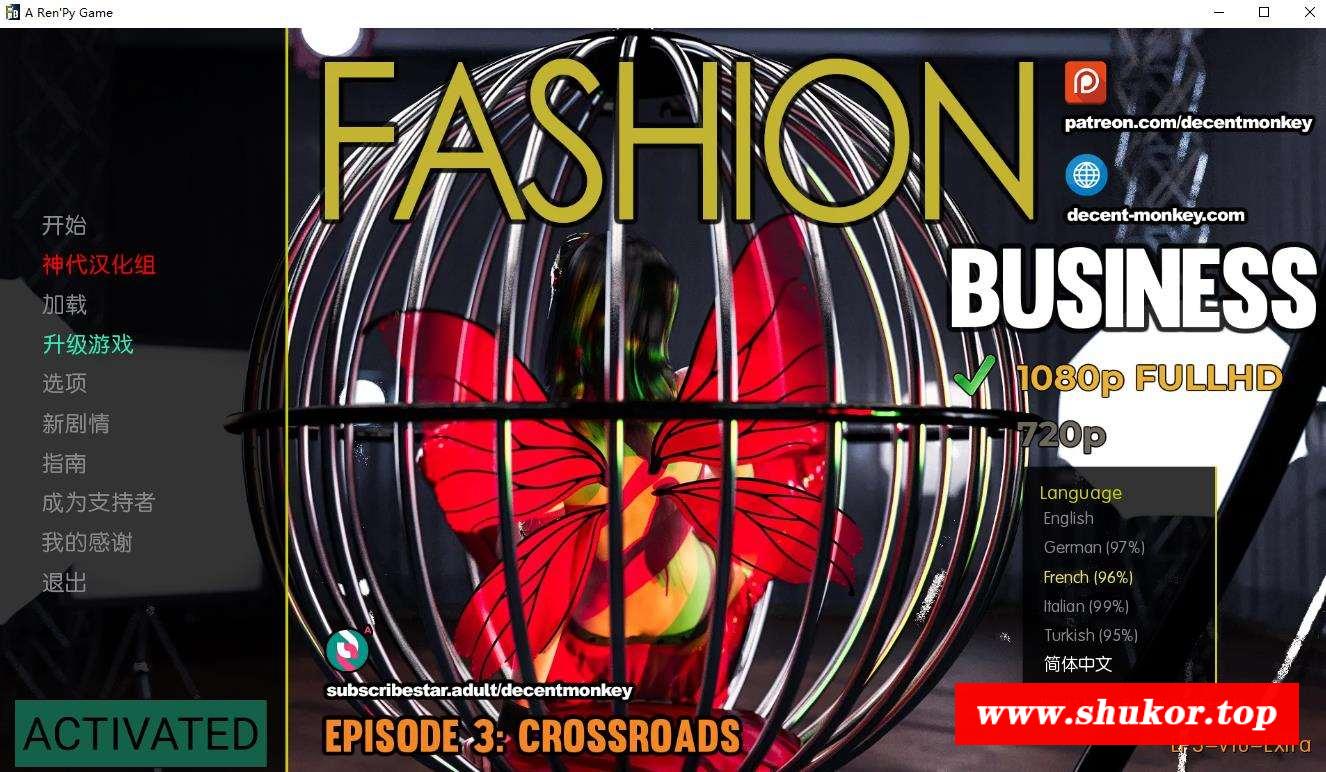 A Ren'Py Game
FASHION
BUSINESS
patreon.com/decentmonkey
decent-monkey.com
1080p FULLHD
720p
开始
神代汉化组
加载
升级游戏
选项
新剧情
指南
成为支持者
我的感谢
退出
ACTIVATED
Language
English
German (97%)
French (96%)
Italian (99%)
Turkish (95%)
简体中文
subscribestar.adult/decentmonkey
EPISODE 3: CROSSROADS
www.shukor.top